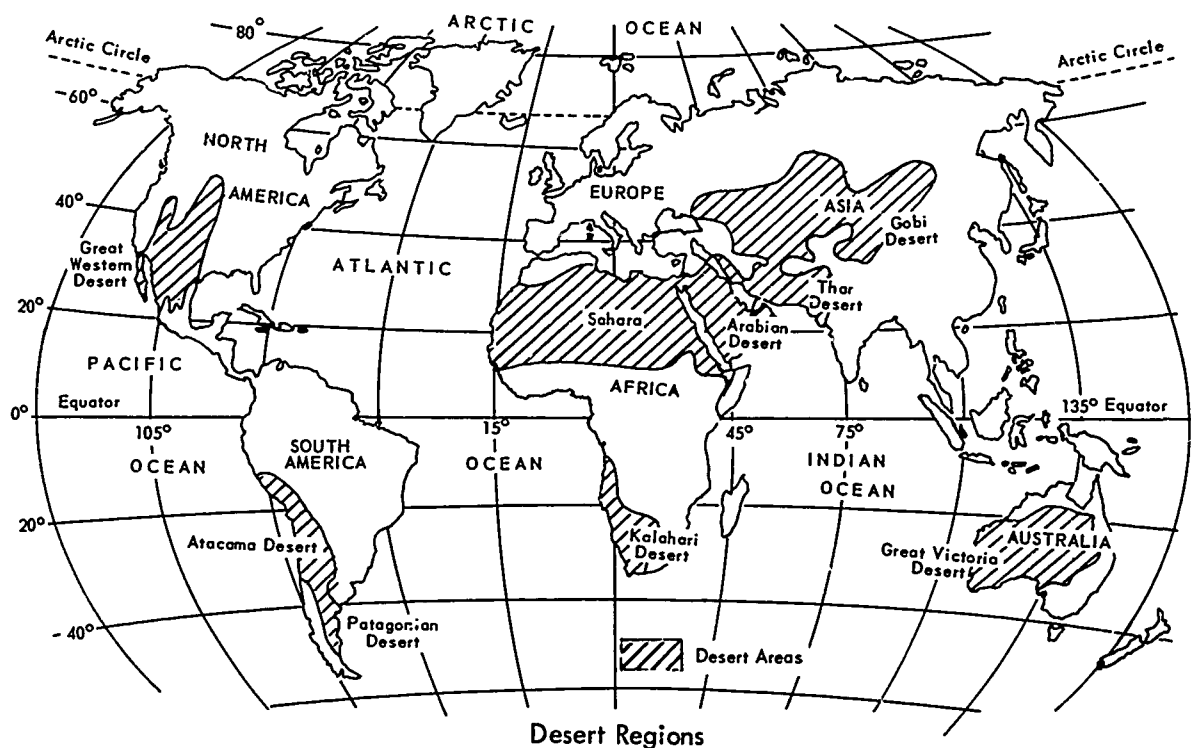 ARCTIC OCEAN
80°
Arctic Circle
Arctic Circle
-60°
NORTH
AMERICA
EUROPE
ASIA
40°
Gobi
Desert
Great
Western
Desert
ATLANTIC
Thar
Desert
20°
Sahara
Arabian
Desert
PACIFIC
AFRICA
0°
Equator
135° Equator
105°
15°
45°
75°
SOUTH
AMERICA
OCEAN
OCEAN
INDIAN
OCEAN
20°
Atacama Desert
Kalahari
Desert
AUSTRALIA
Great Victoria
Desert
-40°
Patagonian
Desert
Desert Areas
Desert Regions